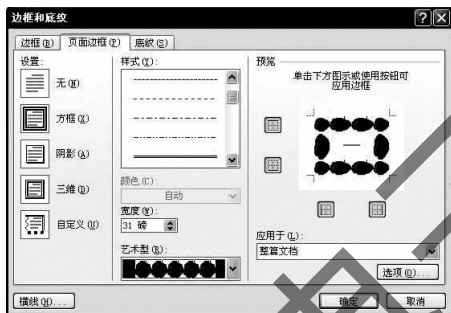 边框和底纹
边框(B) 页面边框(P) 底纹(S)
设置:
无(N)
方框(X)
阴影(A)
三维(D)
自定义(U)
样式(Y):
颜色(C):
自动
宽度(W):
31 磅
艺术型(R):
预览
单击下方图示或使用按钮可
应用边框
应用于(L):
整篇文档
选项(O)...
横线(H)... 确定 取消